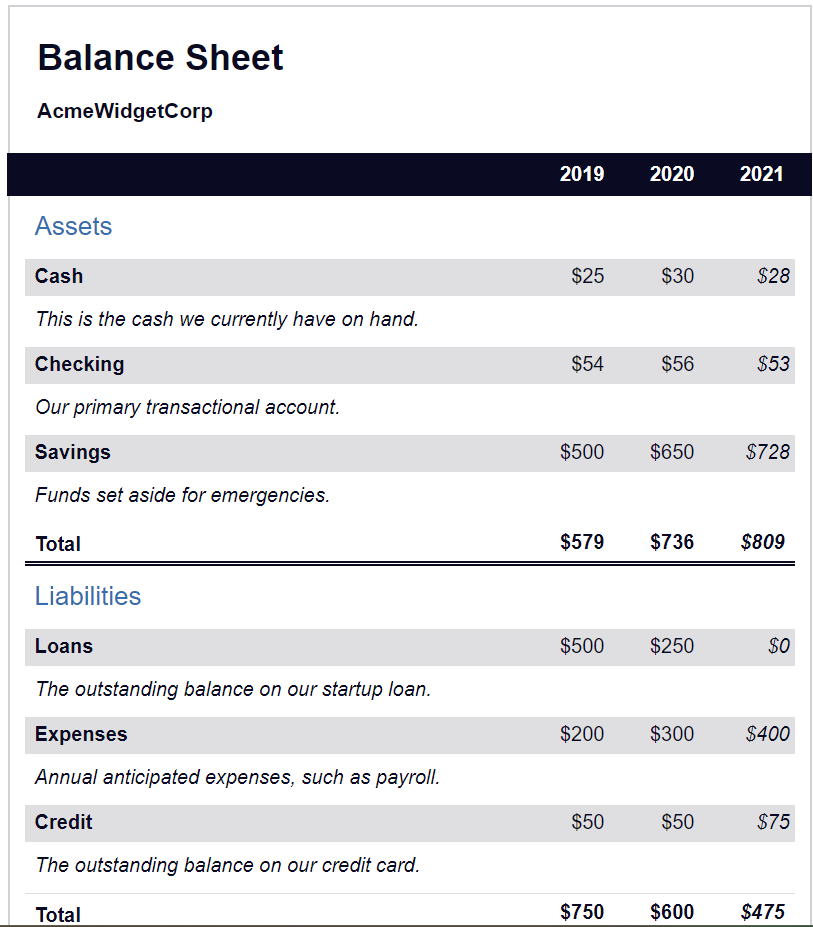 Balance Sheet
AcmeWidgetCorp
2019 2020 2021
Assets
Cash $25 $30 $28
This is the cash we currently have on hand.
Checking $54 $56 $53
Our primary transactional account.
Savings $500 $650 $728
Funds set aside for emergencies.
Total $579 $736 $809
Liabilities
Loans $500 $250 $0
The outstanding balance on our startup loan.
Expenses $200 $300 $400
Annual anticipated expenses, such as payroll.
Credit $50 $50 $75
The outstanding balance on our credit card.
Total $750 $600 $475